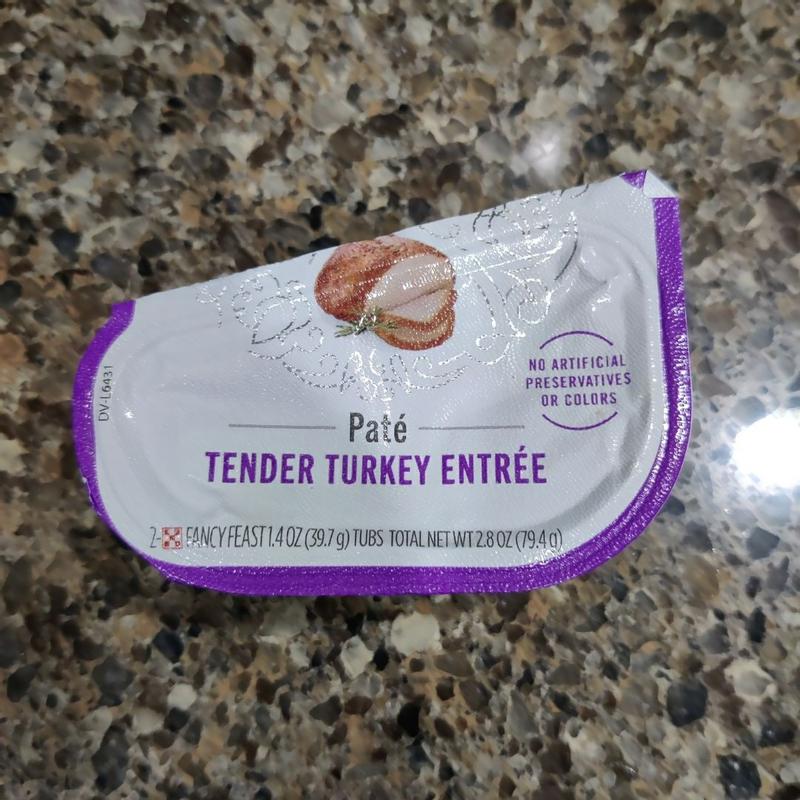 NO ARTIFICIAL
PRESERVATIVES
OR COLORS
DV-L6431
Paté
TENDER TURKEY ENTRÉE
2- FANCY FEAST 1.4 OZ (39.7 g) TUBS TOTAL NET WT 2.8 OZ (79.4 g)